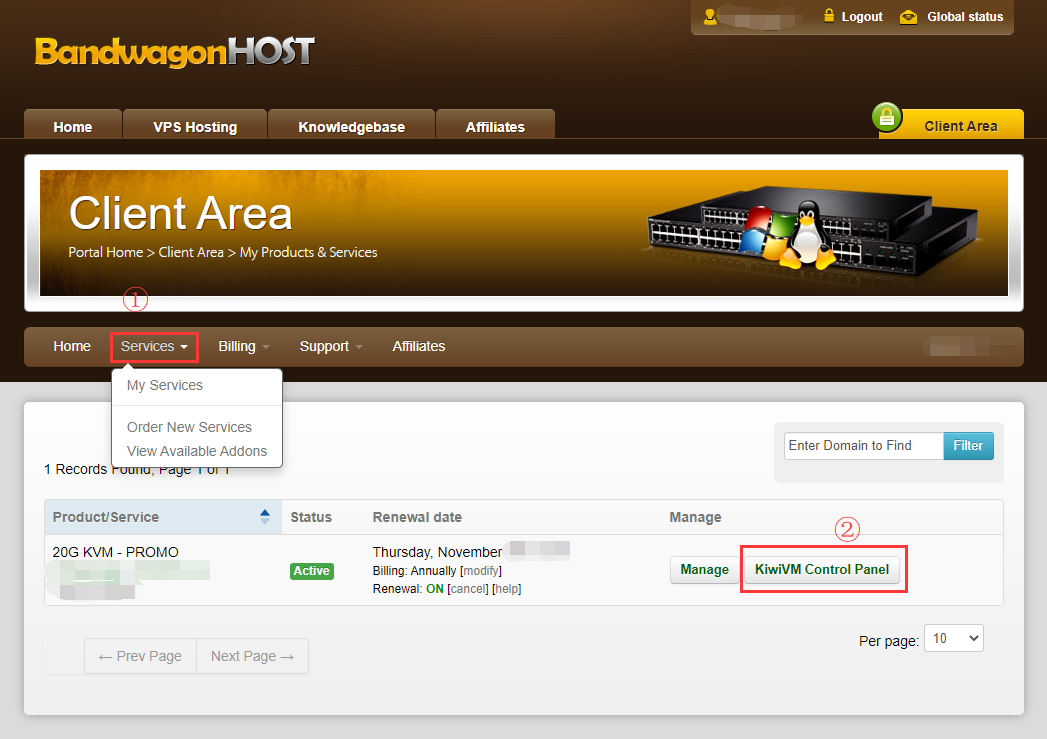 Logout Global status
BandwagonHOST
Home VPS Hosting Knowledgebase Affiliates Client Area
Client Area
Portal Home > Client Area > My Products & Services
①
Home Services Billing Support Affiliates
My Services
Order New Services
View Available Addons
Enter Domain to Find Filter
1 Records Found, Page 1 of 1
Product/Service Status Renewal date Manage
②
20G KVM - PROMO Active Thursday, November Manage KiwiVM Control Panel
Billing: Annually [modify]
Renewal: ON [cancel] [help]
Per page: 10
← Prev Page Next Page →